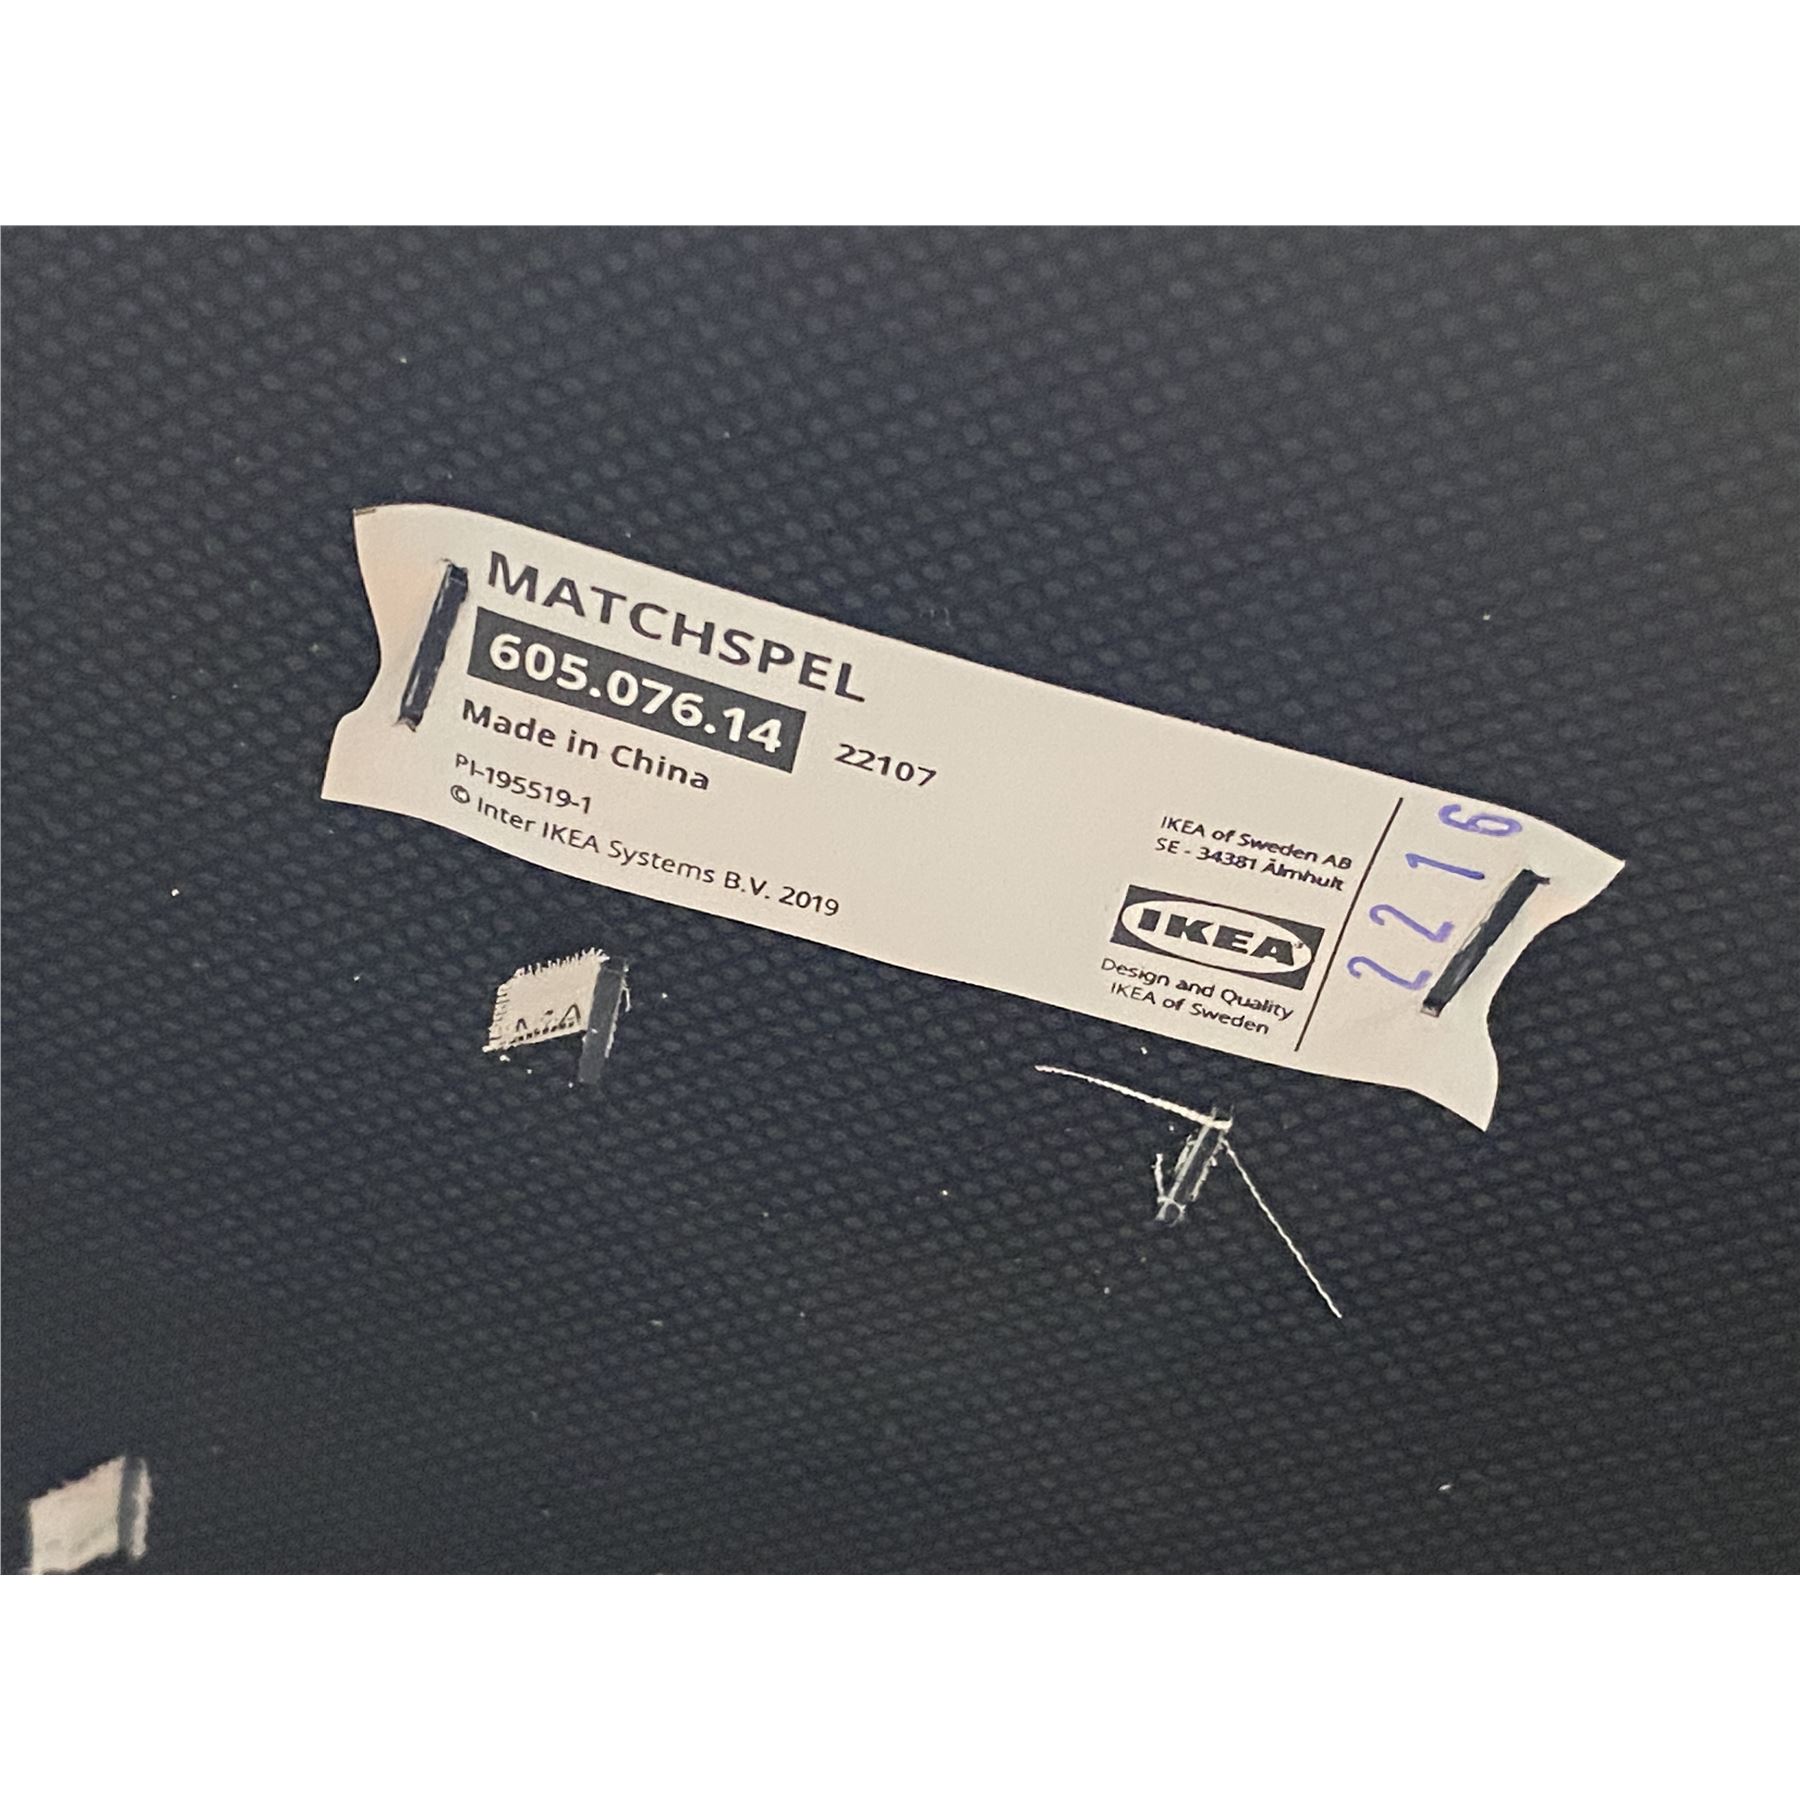 MATCHSPEL
605.076.14
22107
Made in China
PI-195519-1
© Inter IKEA Systems B.V. 2019
IKEA of Sweden AB
SE - 34381 Älmhult
IKEA
Design and Quality
IKEA of Sweden
2216